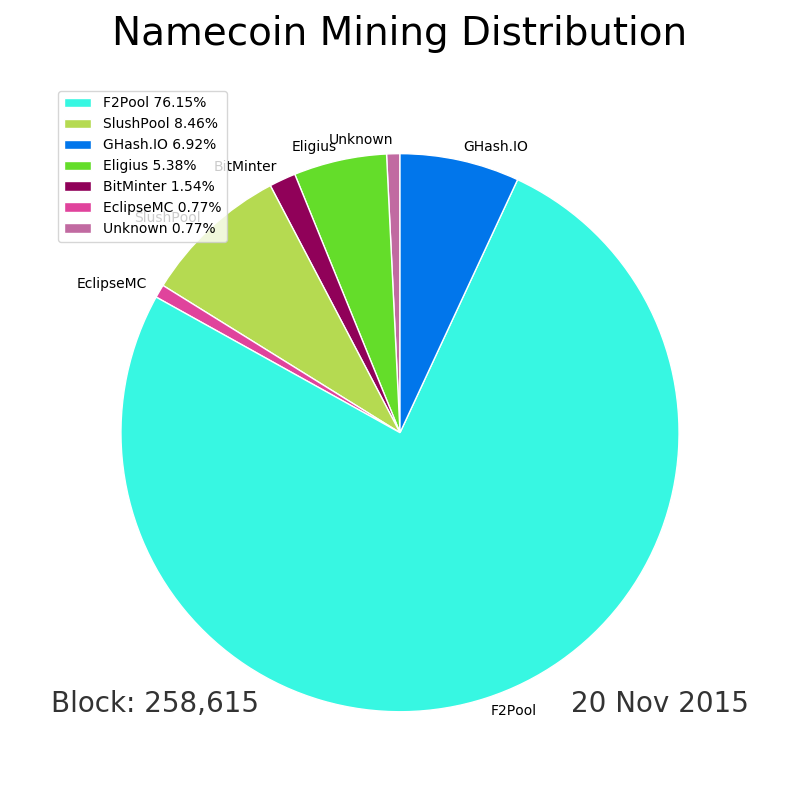 Namecoin Mining Distribution
F2Pool 76.15%
SlushPool 8.46%
GHash.IO 6.92%
Eligius 5.38%
BitMinter 1.54%
EclipseMC 0.77%
Unknown 0.77%
Unknown
GHash.IO
Eligius
BitMinter
SlushPool
EclipseMC
F2Pool
Block: 258,615
20 Nov 2015